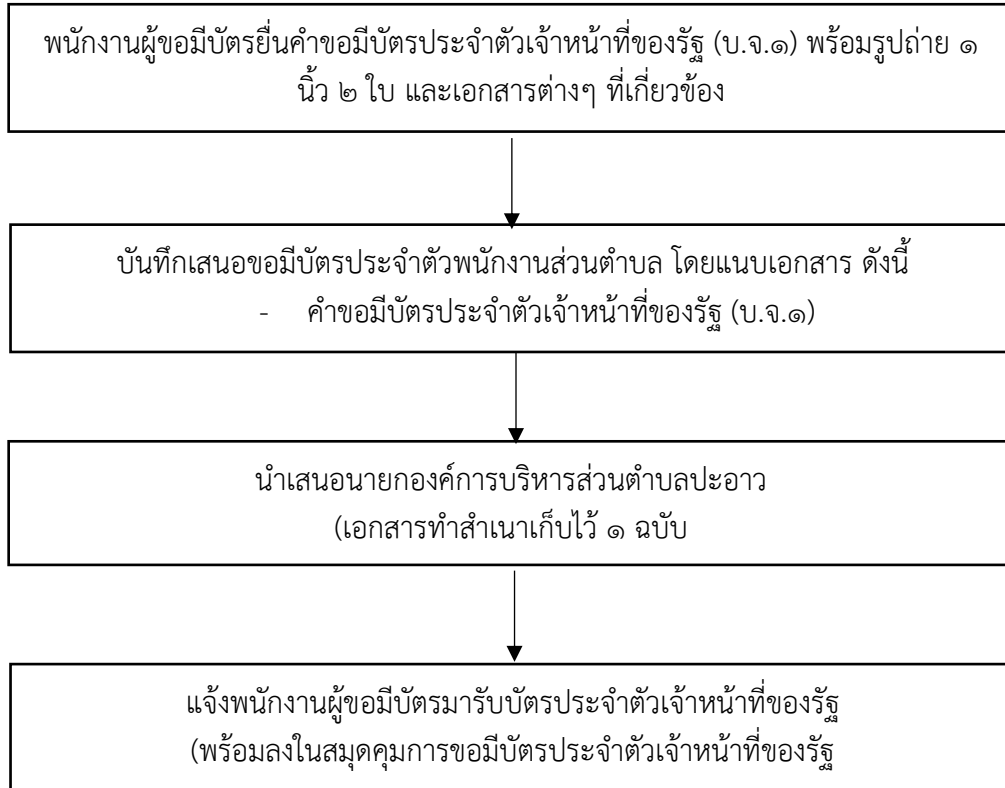 พนักงานผู้ขอมีบัตรยื่นคำขอมีบัตรประจำตัวเจ้าหน้าที่ของรัฐ (บ.จ.๑) พร้อมรูปถ่าย ๑
นิ้ว ๒ ใบ และเอกสารต่างๆ ที่เกี่ยวข้อง
บันทึกเสนอขอมีบัตรประจำตัวพนักงานส่วนตำบล โดยแนบเอกสาร ดังนี้
- คำขอมีบัตรประจำตัวเจ้าหน้าที่ของรัฐ (บ.จ.๑)
นำเสนอนายกองค์การบริหารส่วนตำบลปะอาว
(เอกสารทำสำเนาเก็บไว้ ๑ ฉบับ
แจ้งพนักงานผู้ขอมีบัตรมารับบัตรประจำตัวเจ้าหน้าที่ของรัฐ
(พร้อมลงในสมุดคุมการขอมีบัตรประจำตัวเจ้าหน้าที่ของรัฐ